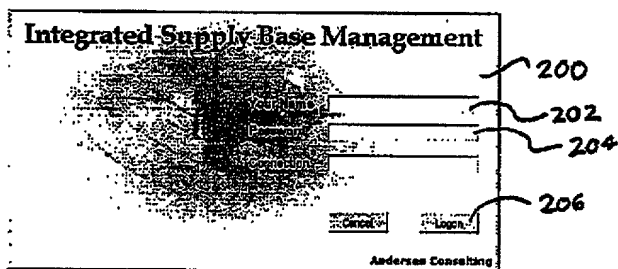 Integrated Supply Base Management
200
Your Name
202
Password
204
Connection
206
Cancel
Logon
Andersen Consulting